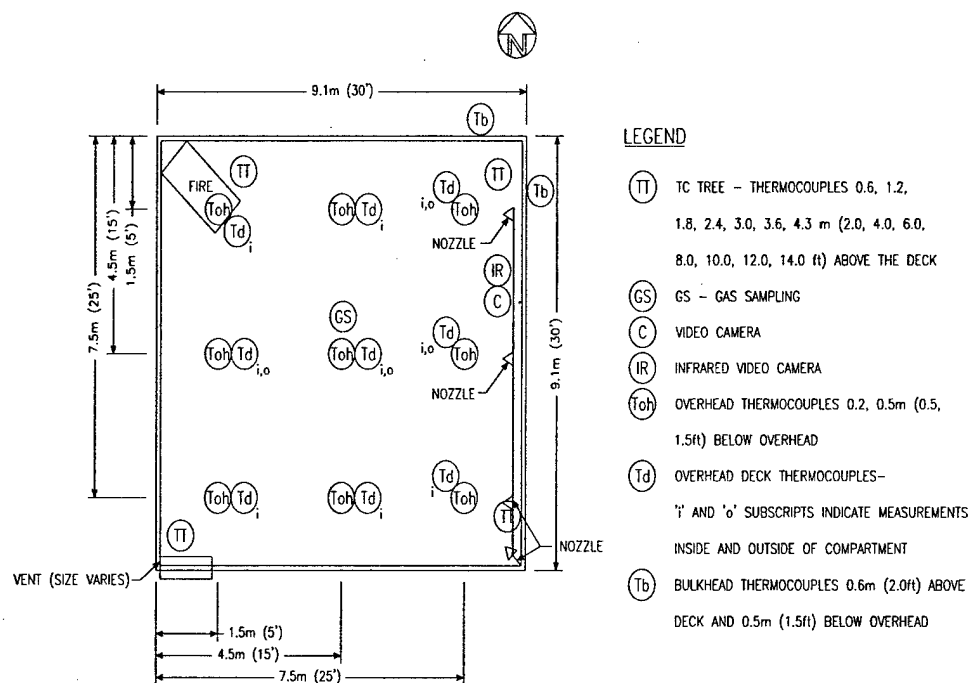 N
9.1m (30')
Tb
LEGEND
FIRE
TT
Toh
Td
i
Toh Td
i
Td
i,o
Toh
TT
Tb
NOZZLE
7.5m (25')
4.5m (15')
1.5m (5')
9.1m (30')
IR
C
GS
Toh Td
i,o
Toh Td
i,o
Td
i,o
Toh
NOZZLE
Toh Td
i
Toh Td
i
Td
i
Toh
TT
TT
NOZZLE
VENT (SIZE VARIES)
1.5m (5')
4.5m (15')
7.5m (25')
TT TC TREE – THERMOCOUPLES 0.6, 1.2,
1.8, 2.4, 3.0, 3.6, 4.3 m (2.0, 4.0, 6.0,
8.0, 10.0, 12.0, 14.0 ft) ABOVE THE DECK
GS GS – GAS SAMPLING
C VIDEO CAMERA
IR INFRARED VIDEO CAMERA
Toh OVERHEAD THERMOCOUPLES 0.2, 0.5m (0.5,
1.5ft) BELOW OVERHEAD
Td OVERHEAD DECK THERMOCOUPLES–
'i' AND 'o' SUBSCRIPTS INDICATE MEASUREMENTS
INSIDE AND OUTSIDE OF COMPARTMENT
Tb BULKHEAD THERMOCOUPLES 0.6m (2.0ft) ABOVE
DECK AND 0.5m (1.5ft) BELOW OVERHEAD